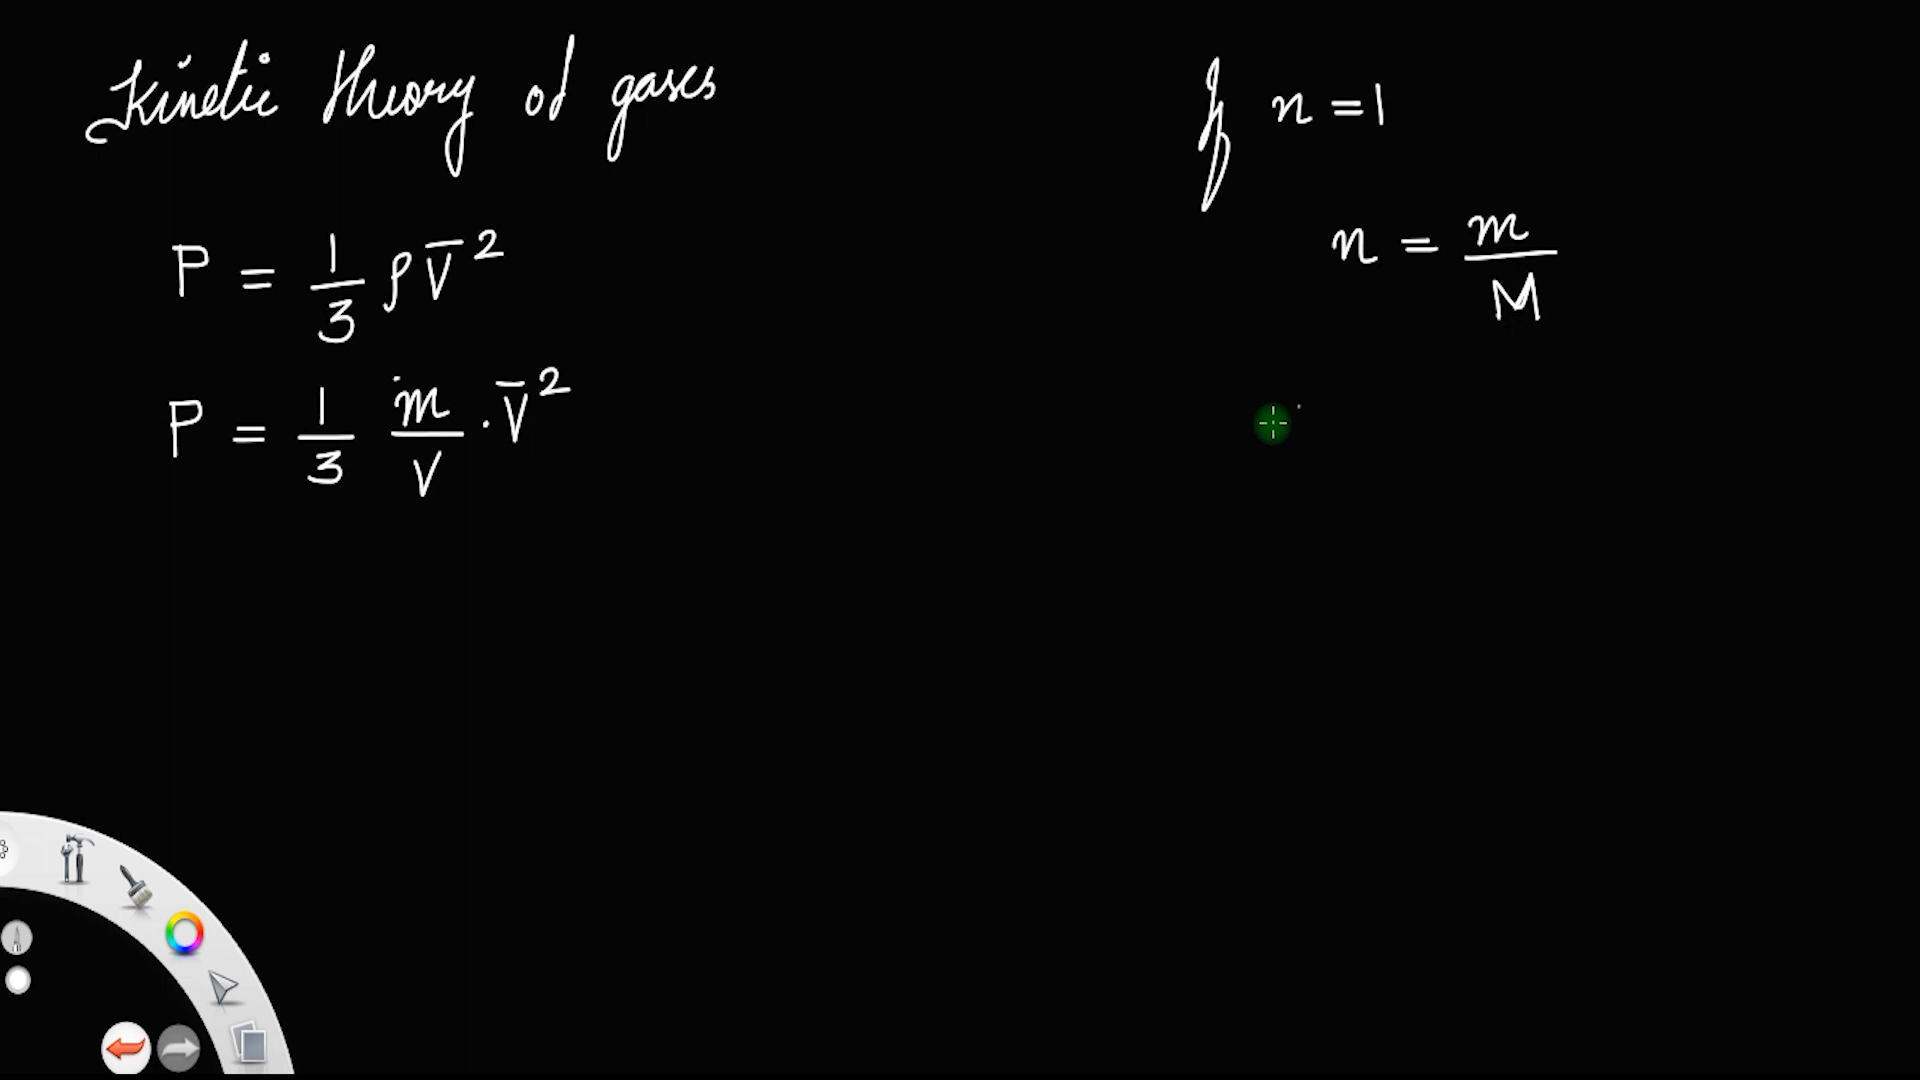 Kinetic theory of gases
P = 1/3 ρ V̄²
P = 1/3 m/V · V̄²
If n = 1
n = m/M